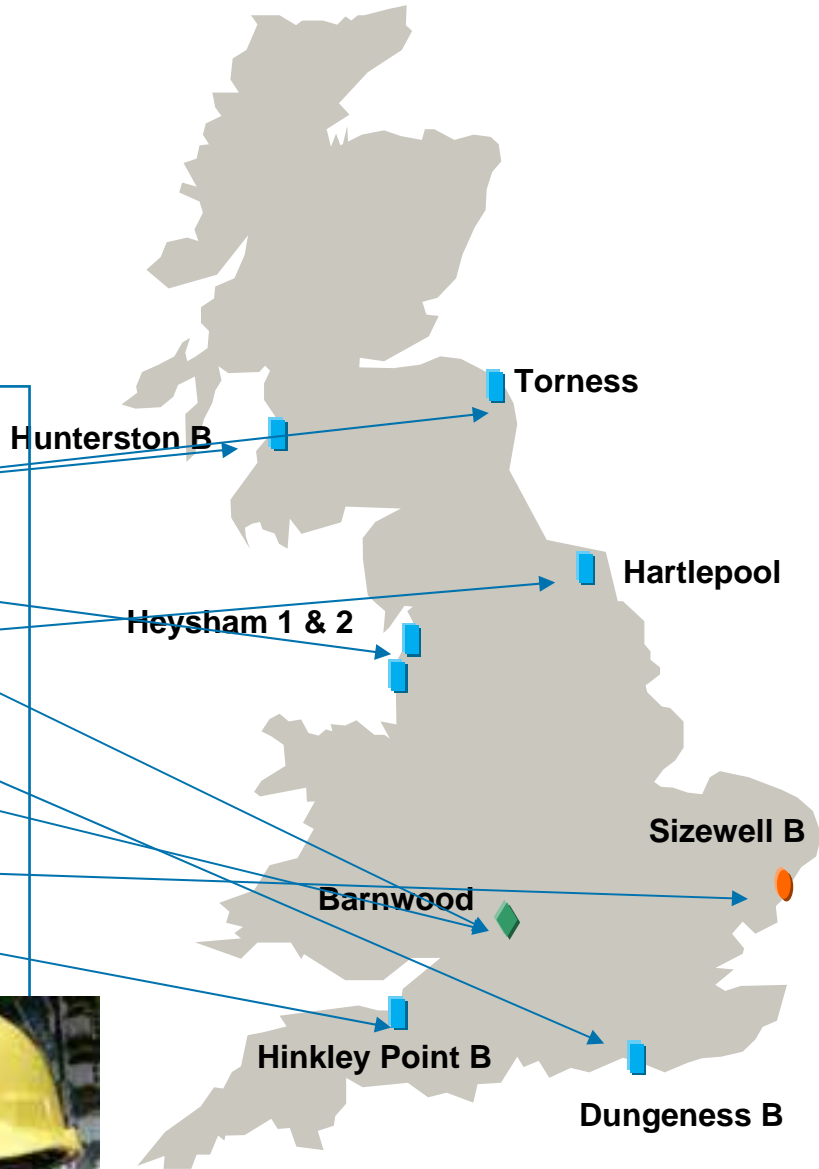 Torness
Hunterston B
Hartlepool
Heysham 1 & 2
Sizewell B
Barnwood
Hinkley Point B
Dungeness B